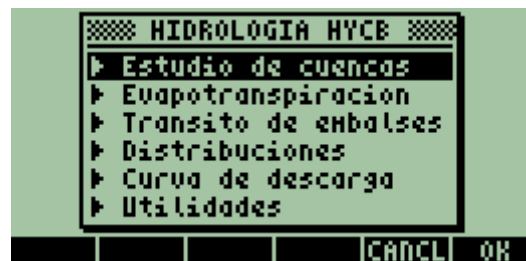 HIDROLOGIA HYCB
Estudio de cuencas
Evapotranspiracion
Transito de embalses
Distribuciones
Curva de descarga
Utilidades
CANCL OK